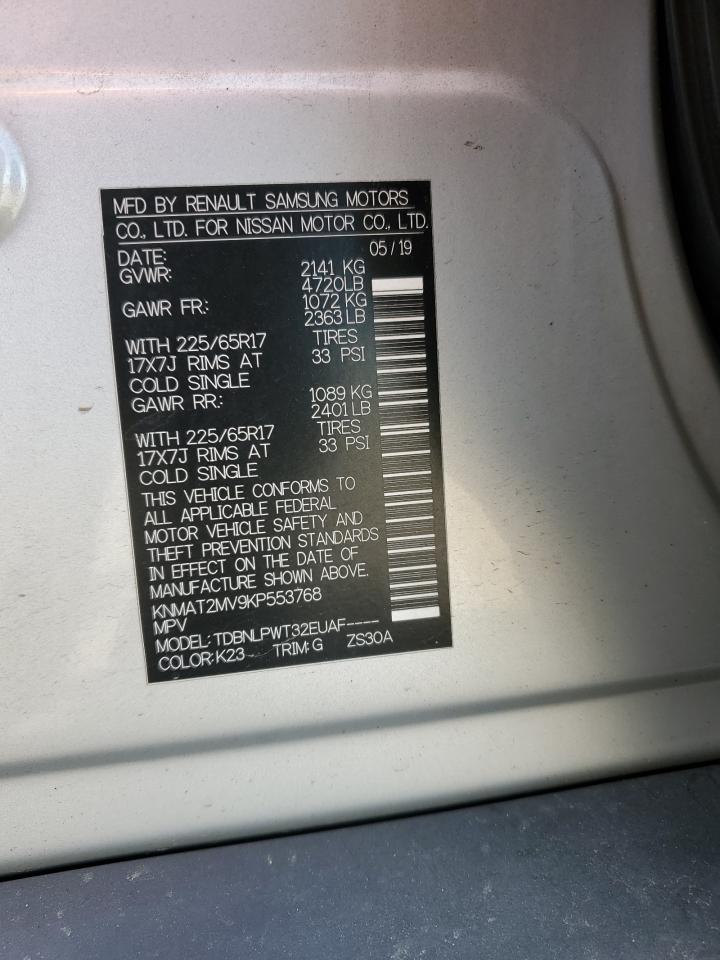 MFD BY RENAULT SAMSUNG MOTORS
CO., LTD. FOR NISSAN MOTOR CO., LTD.
DATE: 05/19
GVWR: 2141 KG
4720LB
GAWR FR: 1072 KG
2363 LB
WITH 225/65R17 TIRES
17X7J RIMS AT 33 PSI
COLD SINGLE
GAWR RR: 1089 KG
2401 LB
WITH 225/65R17 TIRES
17X7J RIMS AT 33 PSI
COLD SINGLE
THIS VEHICLE CONFORMS TO
ALL APPLICABLE FEDERAL
MOTOR VEHICLE SAFETY AND
THEFT PREVENTION STANDARDS
IN EFFECT ON THE DATE OF
MANUFACTURE SHOWN ABOVE.
KNMAT2MV9KP553768
MPV
MODEL: TDBNLPWT32EUAF----
COLOR: K23 TRIM: G ZS30A